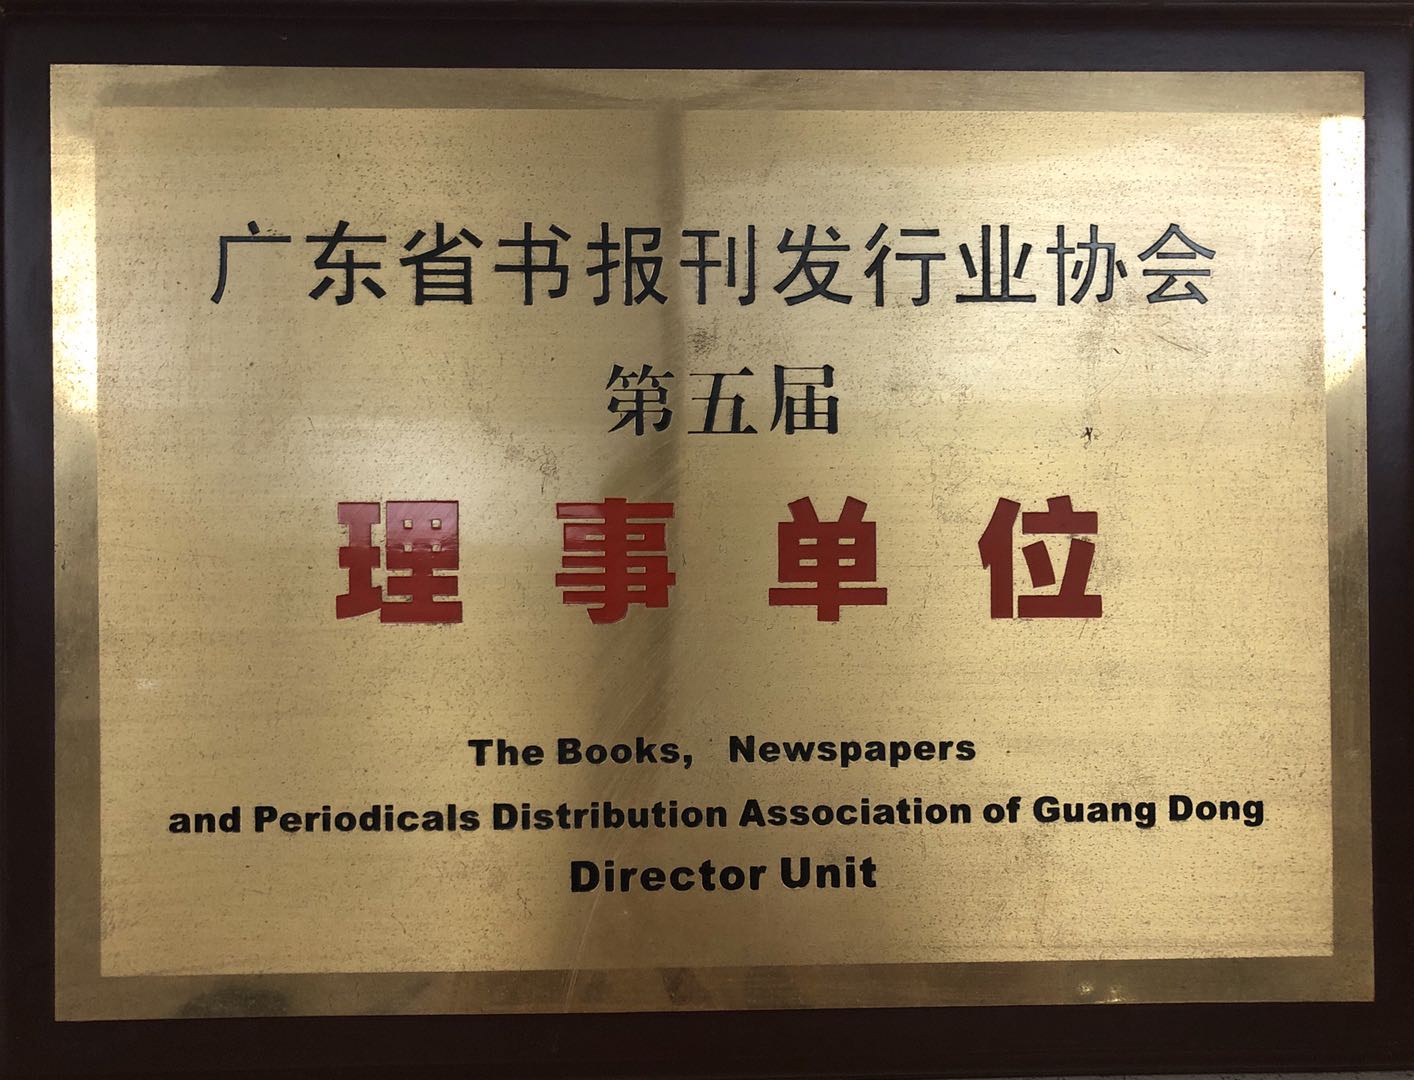 广东省书报刊发行业协会
第五届
理事单位
The Books, Newspapers
and Periodicals Distribution Association of Guang Dong
Director Unit